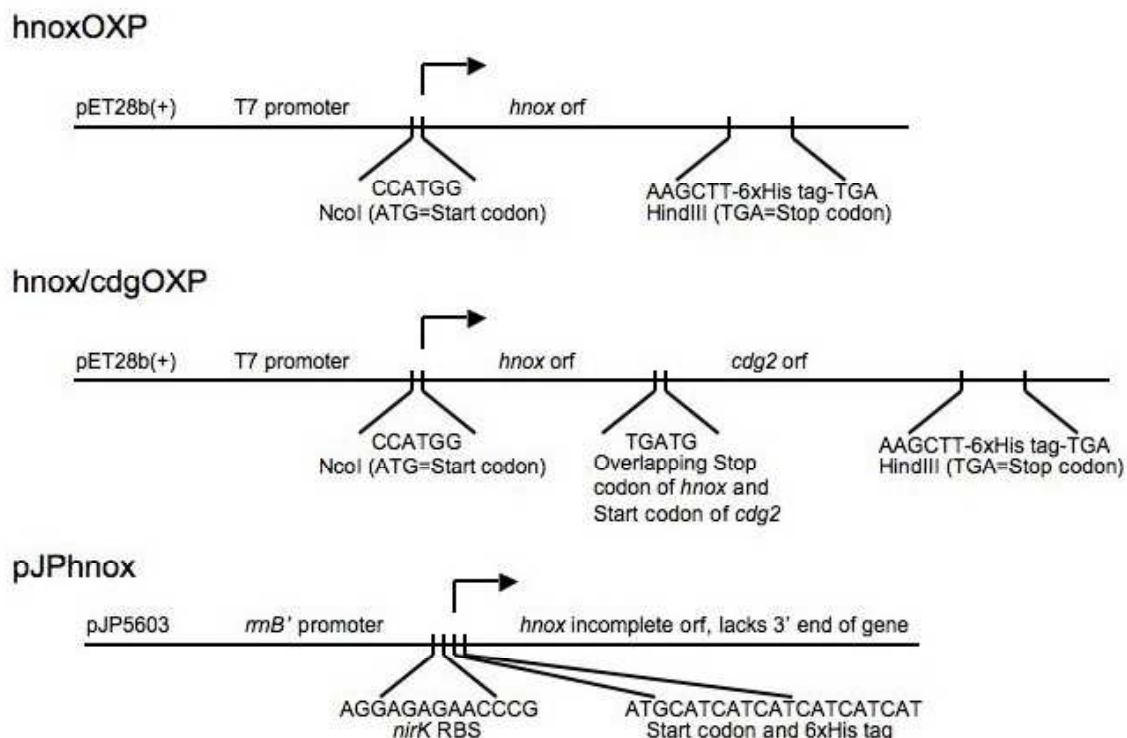 hnoxOXP
pET28b(+) T7 promoter hnox orf
CCATGG AAGCTT-6xHis tag-TGA
NcoI (ATG=Start codon) HindIII (TGA=Stop codon)
hnox/cdgOXP
pET28b(+) T7 promoter hnox orf cdg2 orf
CCATGG TGATG AAGCTT-6xHis tag-TGA
NcoI (ATG=Start codon) Overlapping Stop HindIII (TGA=Stop codon)
codon of hnox and
Start codon of cdg2
pJPhnox
pJP5603 rrnB' promoter hnox incomplete orf, lacks 3' end of gene
AGGAGAGAACCCG ATGCATCATCATCATCATCAT
nirK RBS Start codon and 6xHis tag